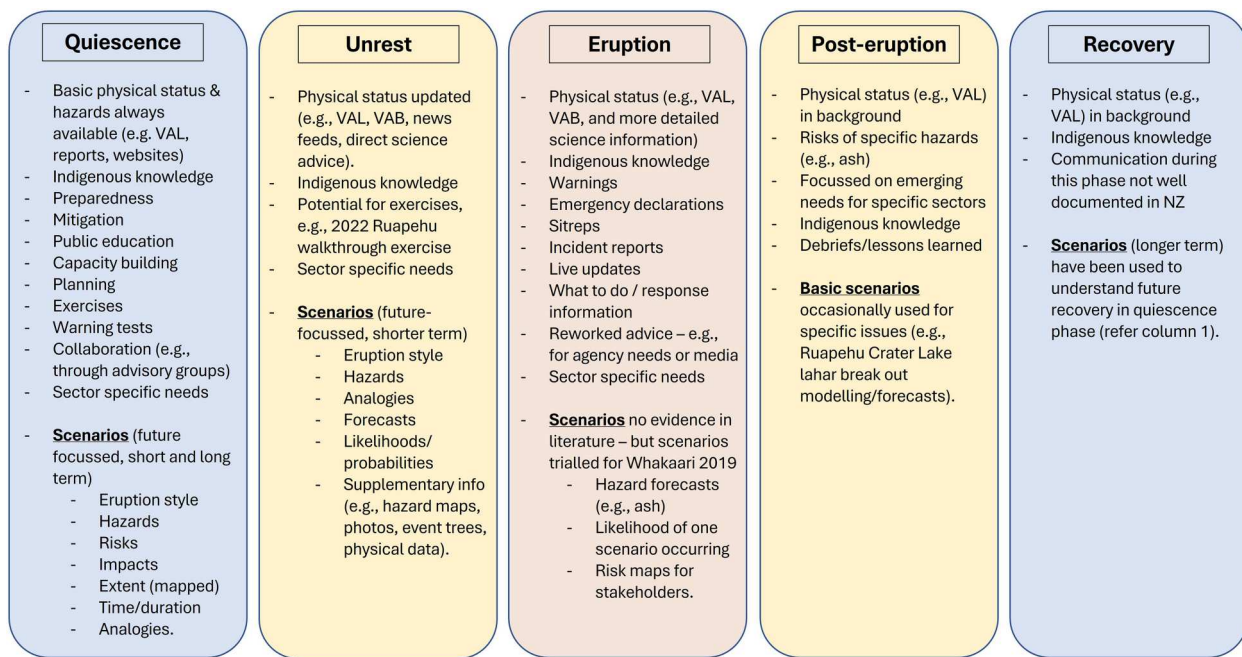 Quiescence
- Basic physical status &
hazards always
available (e.g. VAL,
reports, websites)
- Indigenous knowledge
- Preparedness
- Mitigation
- Public education
- Capacity building
- Planning
- Exercises
- Warning tests
- Collaboration (e.g.,
through advisory groups)
- Sector specific needs
- Scenarios (future
focussed, short and long
term)
- Eruption style
- Hazards
- Risks
- Impacts
- Extent (mapped)
- Time/duration
- Analogies.
Unrest
- Physical status updated
(e.g., VAL, VAB, news
feeds, direct science
advice).
- Indigenous knowledge
- Potential for exercises,
e.g., 2022 Ruapehu
walkthrough exercise
- Sector specific needs
- Scenarios (future-
focussed, shorter term)
- Eruption style
- Hazards
- Analogies
- Forecasts
- Likelihoods/
probabilities
- Supplementary info
(e.g., hazard maps,
photos, event trees,
physical data).
Eruption
- Physical status (e.g., VAL,
VAB, and more detailed
science information)
- Indigenous knowledge
- Warnings
- Emergency declarations
- Sitreps
- Incident reports
- Live updates
- What to do / response
information
- Reworked advice – e.g.,
for agency needs or media
- Sector specific needs
- Scenarios no evidence in
literature – but scenarios
trialled for Whakaari 2019
- Hazard forecasts
(e.g., ash)
- Likelihood of one
scenario occurring
- Risk maps for
stakeholders.
Post-eruption
- Physical status (e.g., VAL)
in background
- Risks of specific hazards
(e.g., ash)
- Focussed on emerging
needs for specific sectors
- Indigenous knowledge
- Debriefs/lessons learned
- Basic scenarios
occasionally used for
specific issues (e.g.,
Ruapehu Crater Lake
lahar break out
modelling/forecasts).
Recovery
- Physical status (e.g.,
VAL) in background
- Indigenous knowledge
- Communication during
this phase not well
documented in NZ
- Scenarios (longer term)
have been used to
understand future
recovery in quiescence
phase (refer column 1).